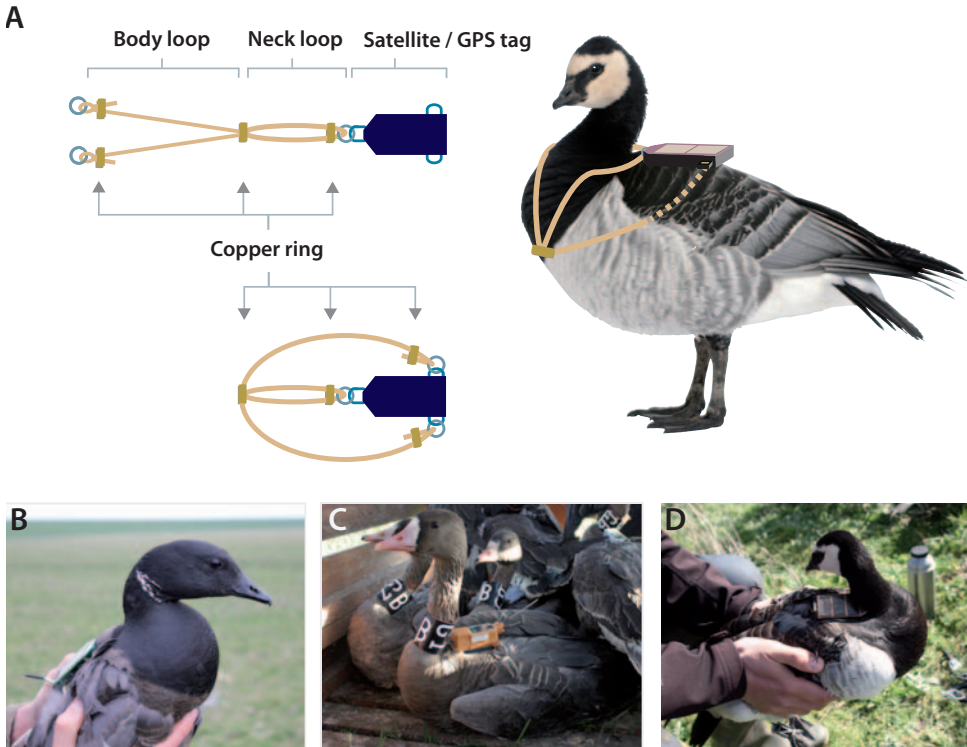 A
Body loop
Neck loop
Satellite / GPS tag
Copper ring
B
C
D